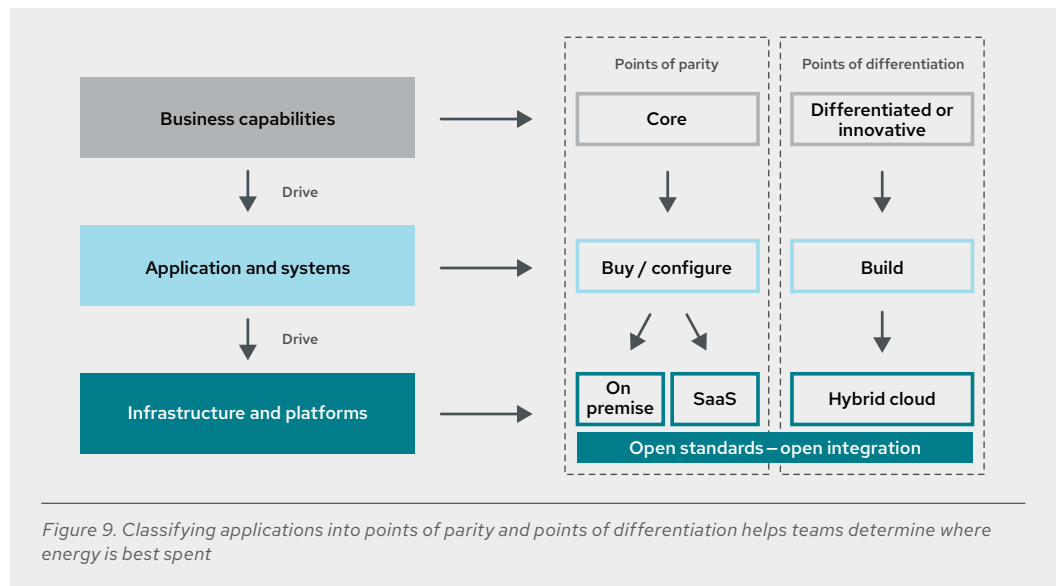 Points of parity
Points of differentiation
Business capabilities
Core
Differentiated or
innovative
Drive
Application and systems
Buy / configure
Build
Drive
Infrastructure and platforms
On
premise
SaaS
Hybrid cloud
Open standards—open integration
Figure 9. Classifying applications into points of parity and points of differentiation helps teams determine where
energy is best spent